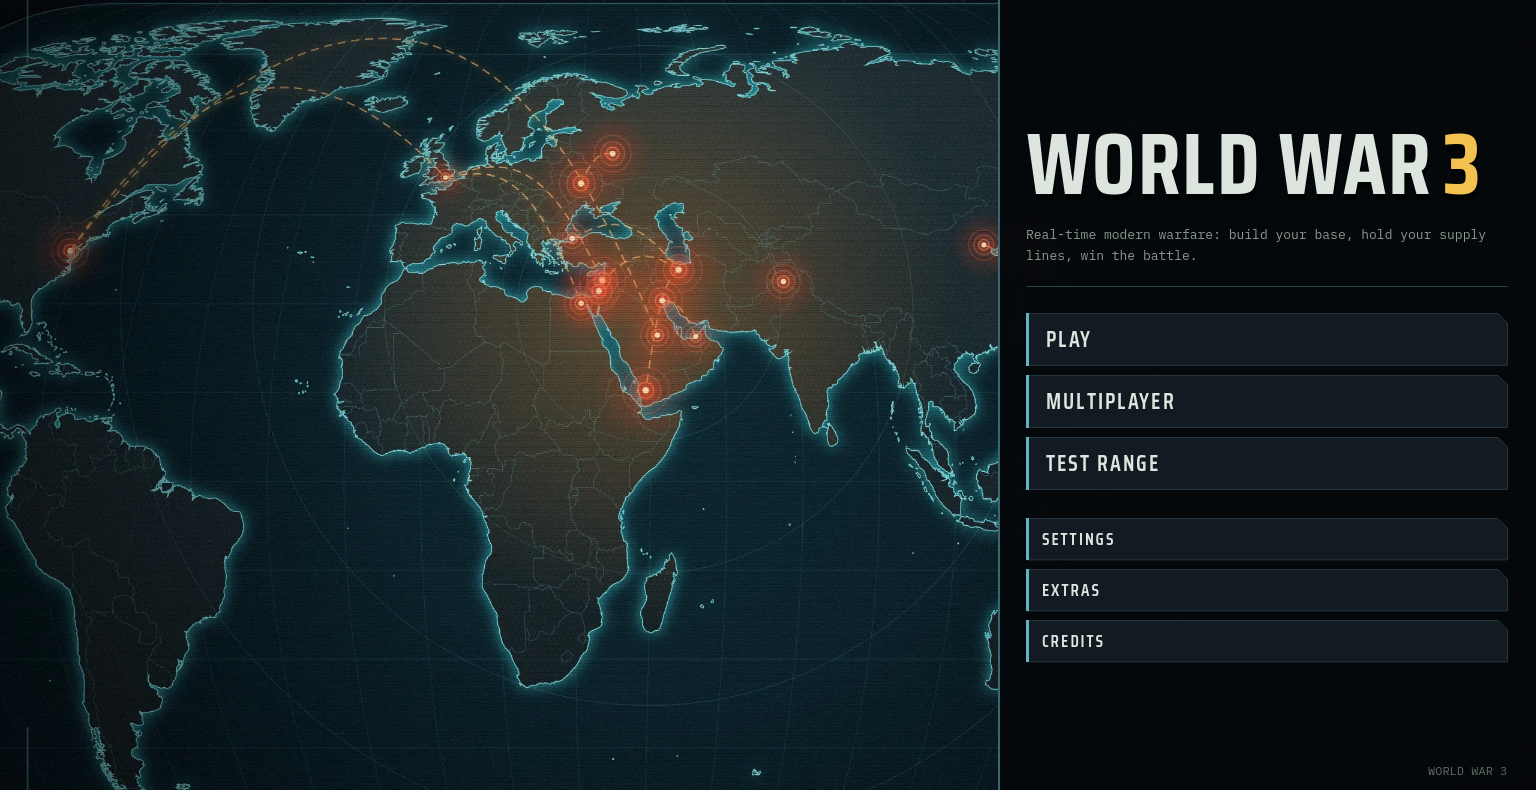 WORLD WAR 3
Real-time modern warfare: build your base, hold your supply
lines, win the battle.
PLAY
MULTIPLAYER
TEST RANGE
SETTINGS
EXTRAS
CREDITS
WORLD WAR 3